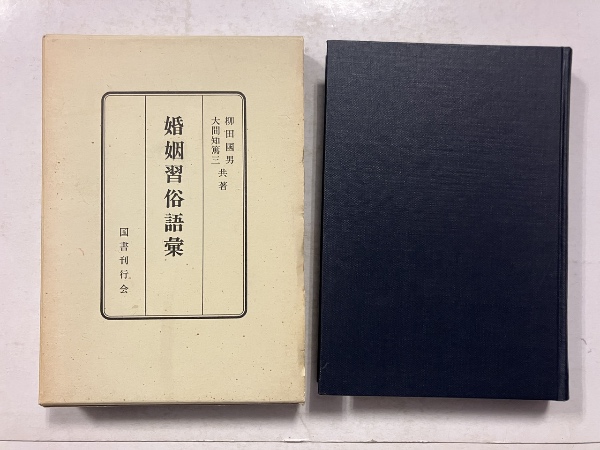 柳田國男
大間知篤三
共著
婚姻習俗語彙
国書刊行会